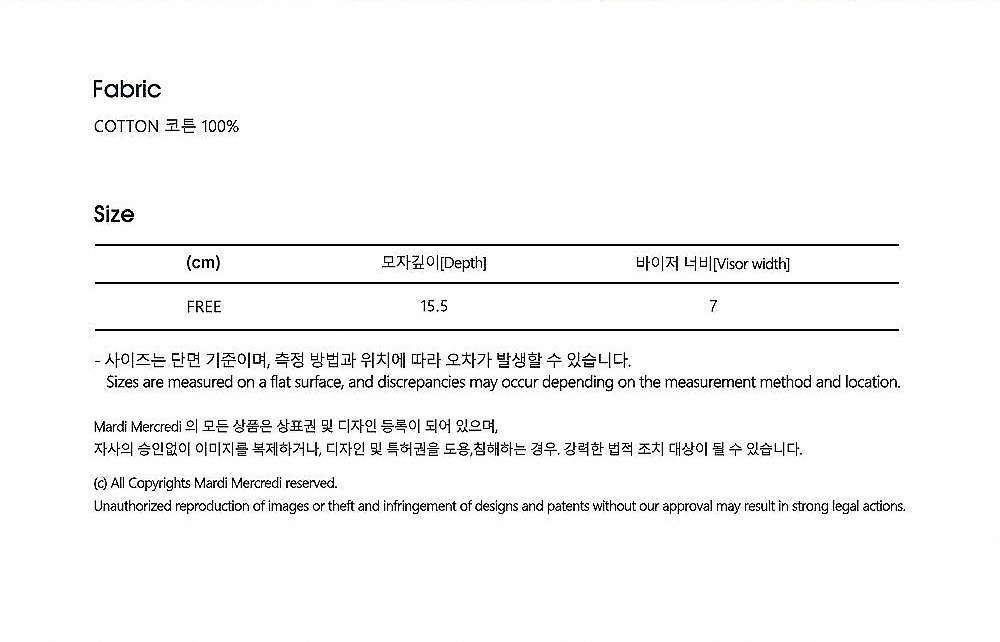 Fabric
COTTON 코튼 100%
Size
(cm) 모자깊이[Depth] 바이저 너비[Visor width]
FREE 15.5 7
- 사이즈는 단면 기준이며, 측정 방법과 위치에 따라 오차가 발생할 수 있습니다.
Sizes are measured on a flat surface, and discrepancies may occur depending on the measurement method and location.
Mardi Mercredi 의 모든 상품은 상표권 및 디자인 등록이 되어 있으며,
자사의 승인없이 이미지를 복제하거나, 디자인 및 특허권을 도용,침해하는 경우. 강력한 법적 조치 대상이 될 수 있습니다.
(c) All Copyrights Mardi Mercredi reserved.
Unauthorized reproduction of images or theft and infringement of designs and patents without our approval may result in strong legal actions.